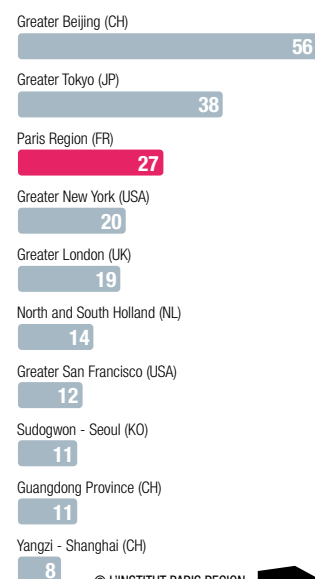 Greater Beijing (CH)
56
Greater Tokyo (JP)
38
Paris Region (FR)
27
Greater New York (USA)
20
Greater London (UK)
19
North and South Holland (NL)
14
Greater San Francisco (USA)
12
Sudogwon - Seoul (KO)
11
Guangdong Province (CH)
11
Yangzi - Shanghai (CH)
8
© L'INSTITUT PARIS REGION